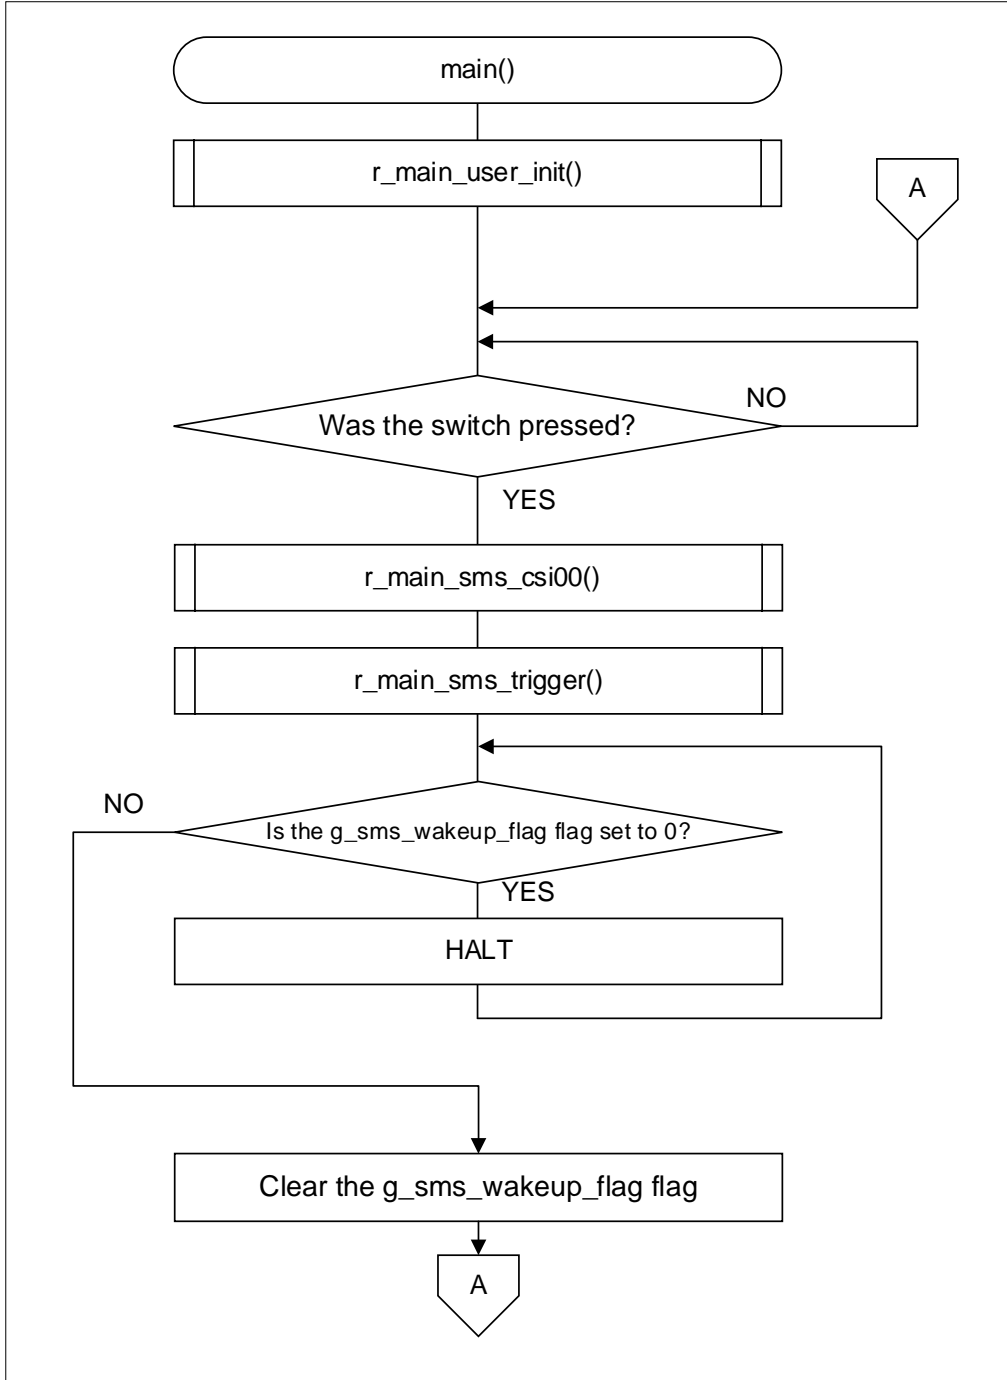 main()
r_main_user_init()
A
Was the switch pressed?
NO
YES
r_main_sms_csi00()
r_main_sms_trigger()
NO
Is the g_sms_wakeup_flag flag set to 0?
YES
HALT
Clear the g_sms_wakeup_flag flag
A